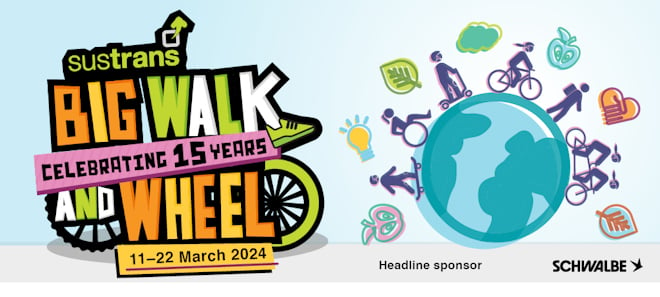 sustrans
BIG WALK
CELEBRATING 15 YEARS
AND WHEEL
11–22 March 2024
Headline sponsor
SCHWALBE